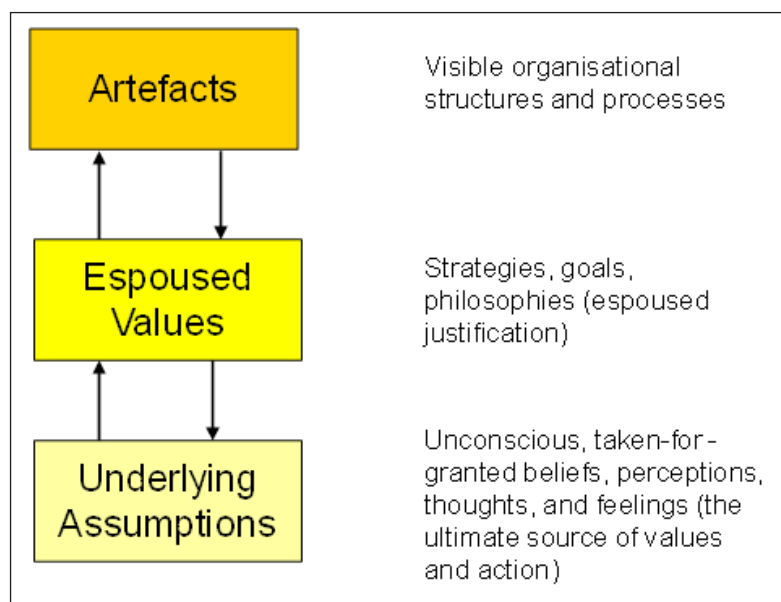 Artefacts
Visible organisational
structures and processes
Espoused
Values
Strategies, goals,
philosophies (espoused
justification)
Underlying
Assumptions
Unconscious, taken-for-
granted beliefs, perceptions,
thoughts, and feelings (the
ultimate source of values
and action)